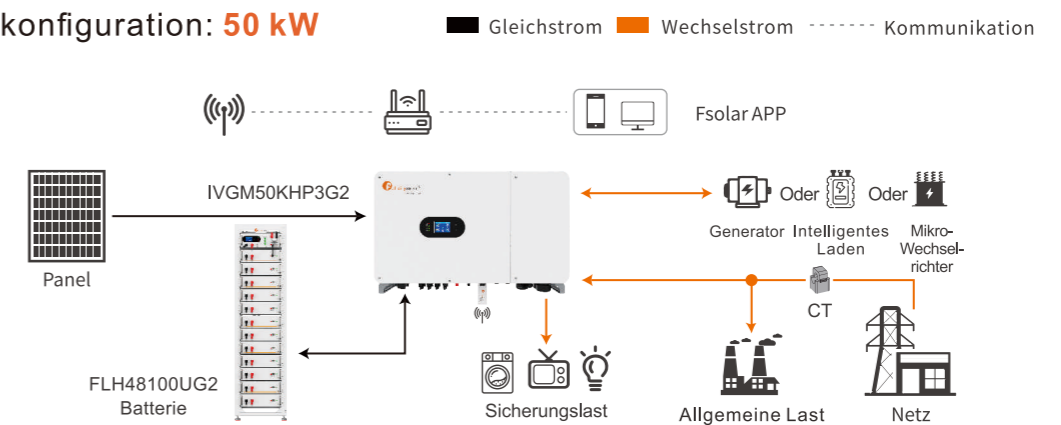 konfiguration: 50 kW
Gleichstrom Wechselstrom Kommunikation
Fsolar APP
IVGM50KHP3G2
Panel
FLH48100UG2
Batterie
Oder Oder
Generator
Intelligentes
Laden
Mikro-
Wechsel-
richter
CT
Sicherungslast
Allgemeine Last
Netz